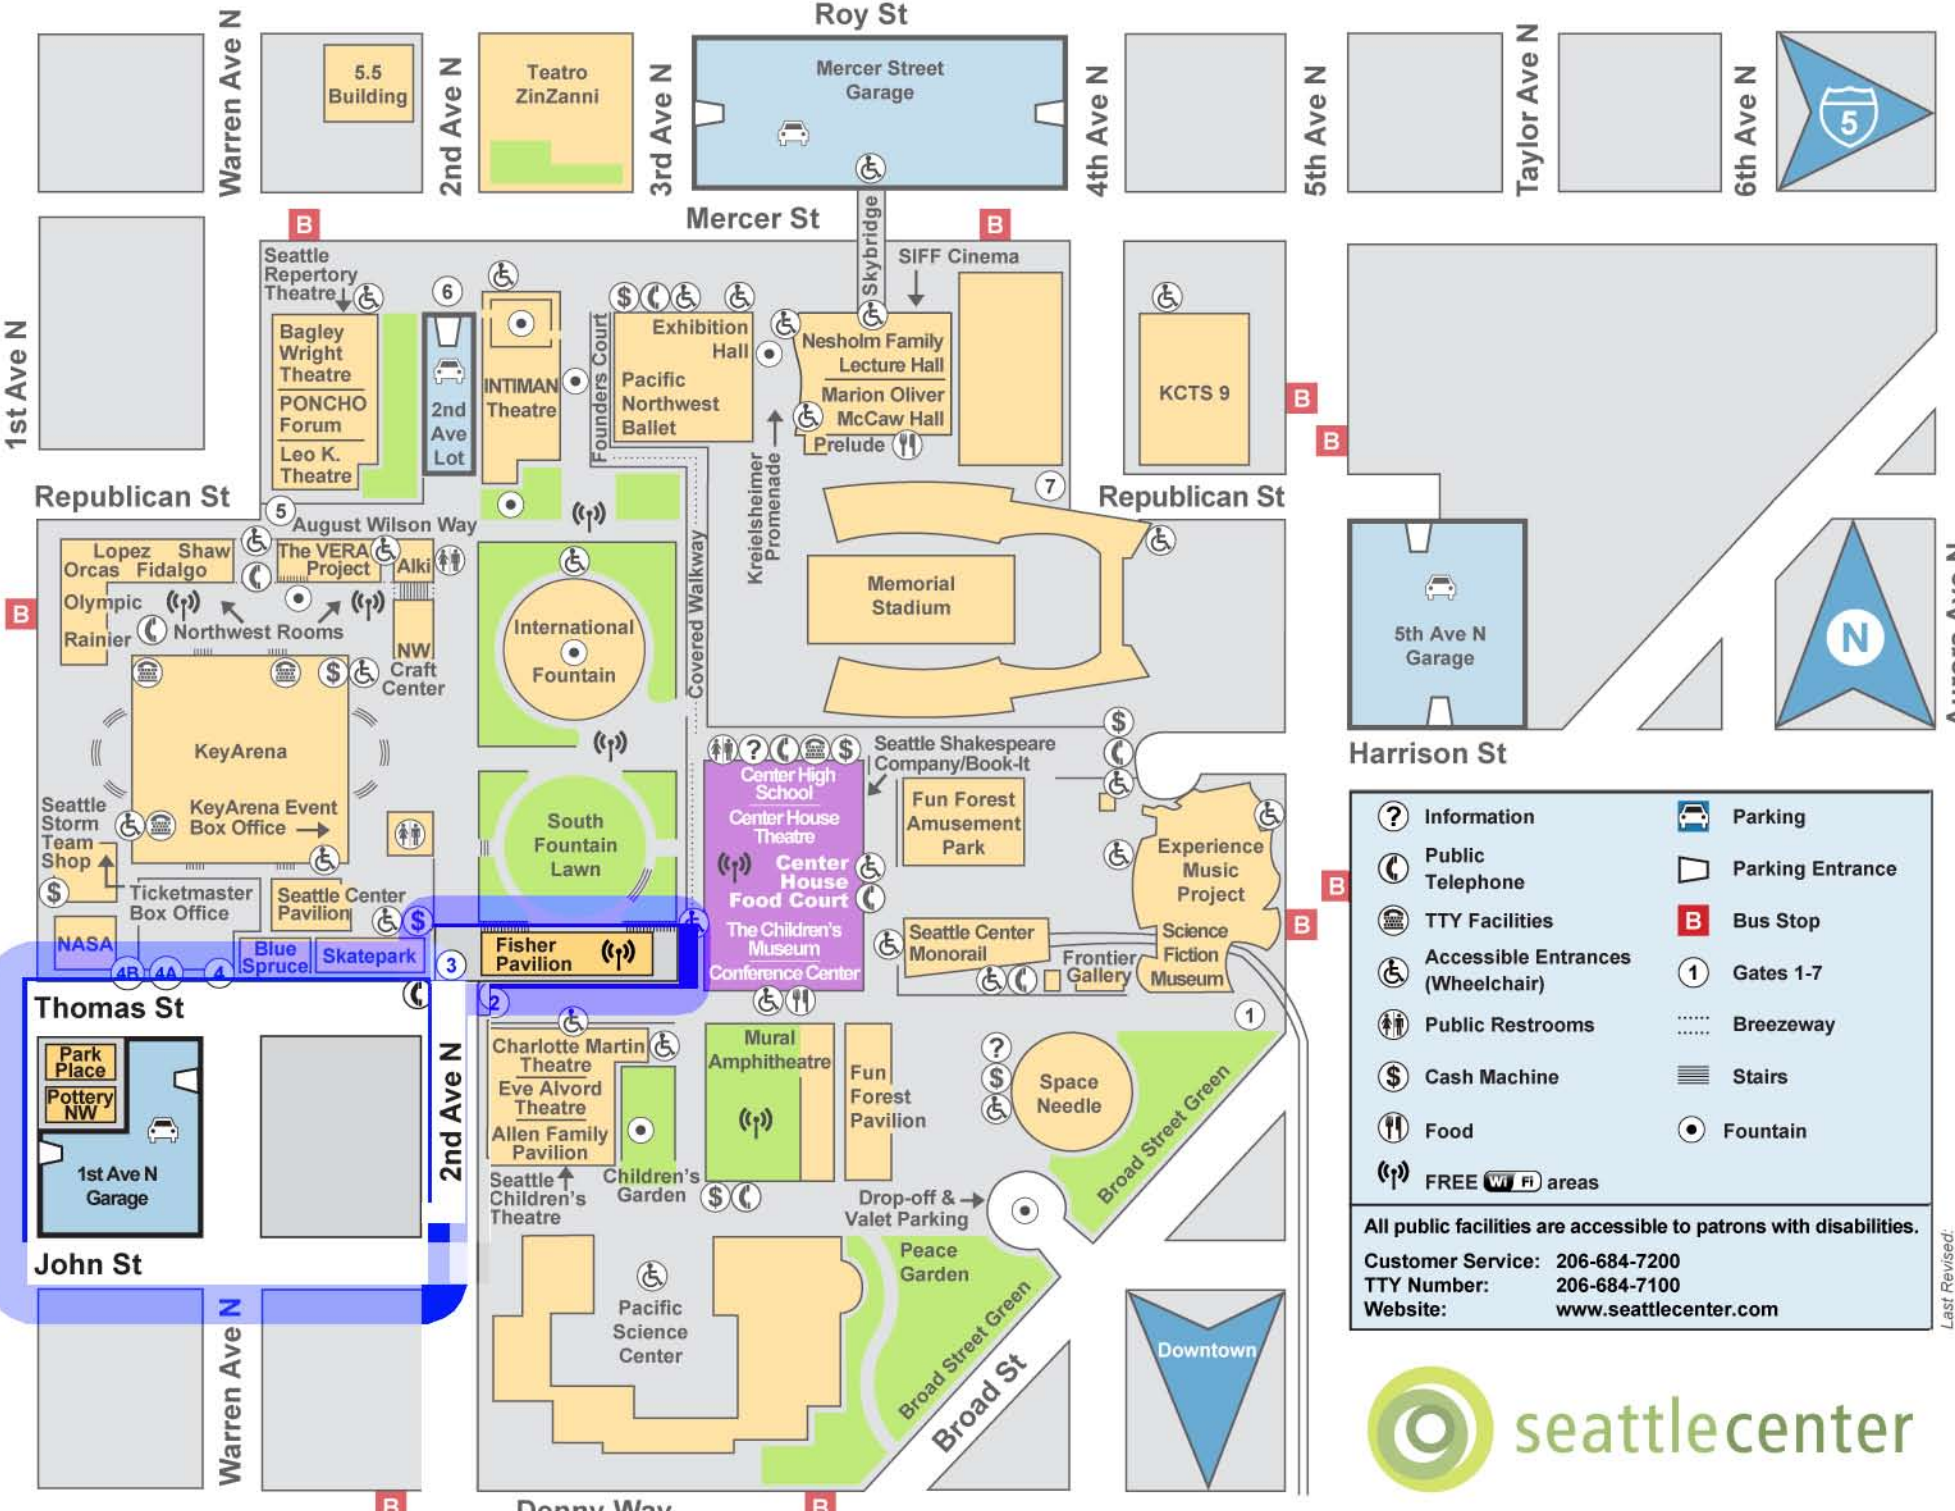 Roy St
Warren Ave N
5.5
Building
2nd Ave N
Teatro
ZinZanni
3rd Ave N
Mercer Street
Garage
4th Ave N
5th Ave N
Taylor Ave N
6th Ave N
5
B
Mercer St
Skybridge
B
SIFF Cinema
Seattle
Repertory
Theatre
6
$
1st Ave N
Bagley
Wright
Theatre
PONCHO
Forum
Leo K.
Theatre
2nd
Ave
Lot
INTIMAN
Theatre
Founders Court
Exhibition
Hall
Pacific
Northwest
Ballet
Nesholm Family
Lecture Hall
Marion Oliver
McCaw Hall
Prelude
Kreielsheimer
Promenade
KCTS 9
B
B
Republican St
5
August Wilson Way
7
Republican St
Lopez Shaw
Orcas Fidalgo
The VERA
Project
Alki
Olympic
Rainier
Northwest Rooms
B
NW
Craft
Center
$
International
Fountain
Covered Walkway
Memorial
Stadium
5th Ave N
Garage
N
KeyArena
KeyArena Event
Box Office
Seattle
Storm
Team
Shop
$
Ticketmaster
Box Office
Seattle Center
Pavilion
$
South
Fountain
Lawn
? $
Center High
School
Center House
Theatre
Center
House
Food Court
The Children's
Museum
Conference Center
Seattle Shakespeare
Company/Book-It
$
Fun Forest
Amusement
Park
Experience
Music
Project
Science
Fiction
Museum
B
B
Seattle Center
Monorail
Frontier
Gallery
Harrison St
NASA
Blue
Spruce
Skatepark
4B 4A 4
3
Fisher
Pavilion
2
1
Thomas St
Park
Place
Pottery
NW
1st Ave N
Garage
John St
2nd Ave N
Charlotte Martin
Theatre
Eve Alvord
Theatre
Allen Family
Pavilion
Seattle
Children's
Theatre
Children's
Garden
Mural
Amphitheatre
$
Fun
Forest
Pavilion
?
$
Space
Needle
Broad Street Green
Drop-off &
Valet Parking
Peace
Garden
Broad Street Green
Broad St
Pacific
Science
Center
Warren Ave N
B
B
Denny Way
Downtown
? Information
Public
Telephone
TTY Facilities
Accessible Entrances
(Wheelchair)
Public Restrooms
$ Cash Machine
Food
FREE Wi Fi areas
Parking
Parking Entrance
B Bus Stop
1 Gates 1-7
Breezeway
Stairs
Fountain
All public facilities are accessible to patrons with disabilities.
Customer Service: 206-684-7200
TTY Number: 206-684-7100
Website: www.seattlecenter.com
Last Revised:
seattlecenter